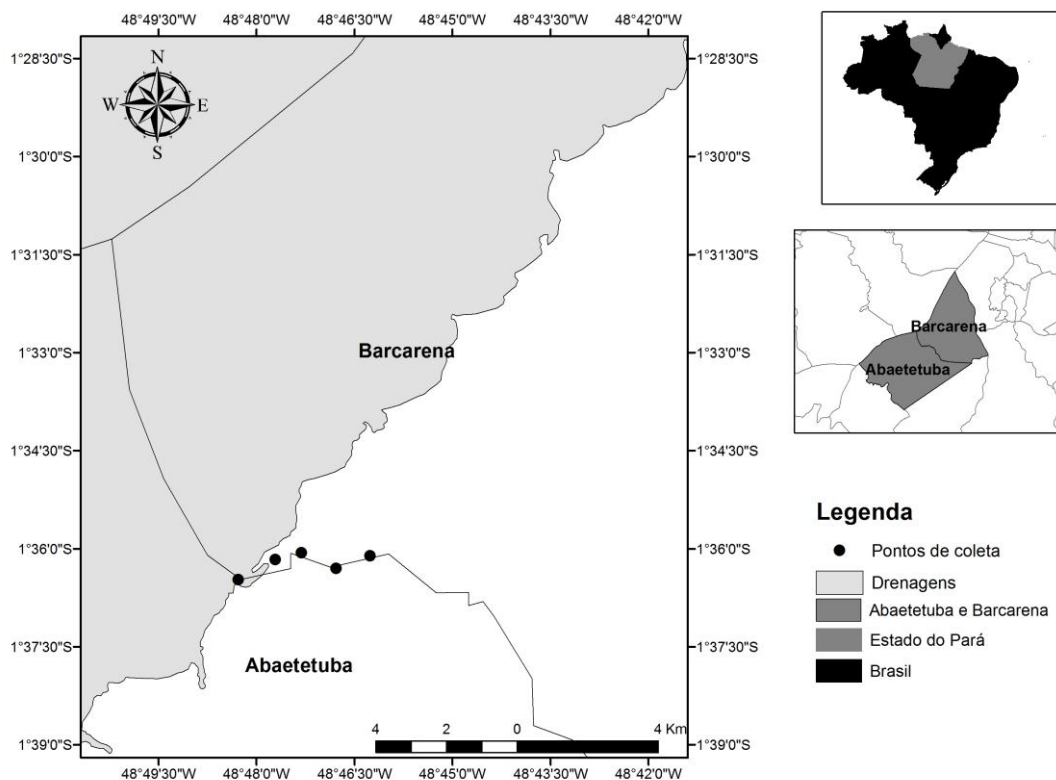 48°49'30"W 48°48'0"W 48°46'30"W 48°45'0"W 48°43'30"W 48°42'0"W
1°28'30"S
1°28'30"S
N
W
E
S
1°30'0"S
1°30'0"S
1°31'30"S
1°31'30"S
Barcarena
1°33'0"S
1°33'0"S
1°34'30"S
1°34'30"S
1°36'0"S
1°36'0"S
1°37'30"S
1°37'30"S
Abaetetuba
4 2 0 4 Km
1°39'0"S
1°39'0"S
48°49'30"W 48°48'0"W 48°46'30"W 48°45'0"W 48°43'30"W 48°42'0"W
Barcarena
Abaetetuba
Legenda
Pontos de coleta
Drenagens
Abaetetuba e Barcarena
Estado do Pará
Brasil